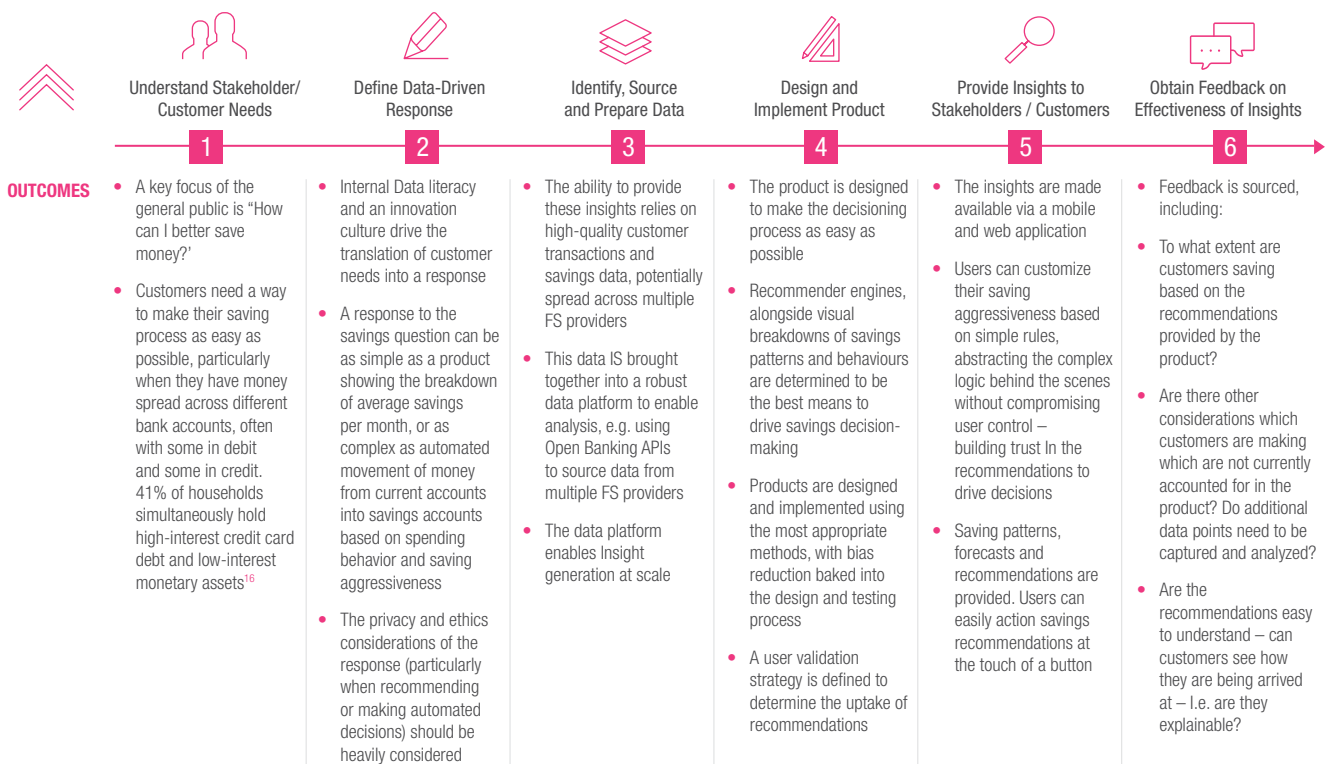 Understand Stakeholder/
Customer Needs
Define Data-Driven
Response
Identify, Source
and Prepare Data
Design and
Implement Product
Provide Insights to
Stakeholders / Customers
Obtain Feedback on
Effectiveness of Insights
1
2
3
4
5
6
OUTCOMES
• A key focus of the
general public is “How
can I better save
money?’
• Customers need a way
to make their saving
process as easy as
possible, particularly
when they have money
spread across different
bank accounts, often
with some in debit
and some in credit.
41% of households
simultaneously hold
high-interest credit card
debt and low-interest
monetary assets16
• Internal Data literacy
and an innovation
culture drive the
translation of customer
needs into a response
• A response to the
savings question can be
as simple as a product
showing the breakdown
of average savings
per month, or as
complex as automated
movement of money
from current accounts
into savings accounts
based on spending
behavior and saving
aggressiveness
• The privacy and ethics
considerations of the
response (particularly
when recommending
or making automated
decisions) should be
heavily considered
• The ability to provide
these insights relies on
high-quality customer
transactions and
savings data, potentially
spread across multiple
FS providers
• This data IS brought
together into a robust
data platform to enable
analysis, e.g. using
Open Banking APIs
to source data from
multiple FS providers
• The data platform
enables Insight
generation at scale
• The product is designed
to make the decisioning
process as easy as
possible
• Recommender engines,
alongside visual
breakdowns of savings
patterns and behaviours
are determined to be
the best means to
drive savings decision-
making
• Products are designed
and implemented using
the most appropriate
methods, with bias
reduction baked into
the design and testing
process
• A user validation
strategy is defined to
determine the uptake of
recommendations
• The insights are made
available via a mobile
and web application
• Users can customize
their saving
aggressiveness based
on simple rules,
abstracting the complex
logic behind the scenes
without compromising
user control –
building trust In the
recommendations to
drive decisions
• Saving patterns,
forecasts and
recommendations are
provided. Users can
easily action savings
recommendations at
the touch of a button
• Feedback is sourced,
including:
• To what extent are
customers saving
based on the
recommendations
provided by the
product?
• Are there other
considerations which
customers are making
which are not currently
accounted for in the
product? Do additional
data points need to be
captured and analyzed?
• Are the
recommendations easy
to understand – can
customers see how
they are being arrived
at – I.e. are they
explainable?